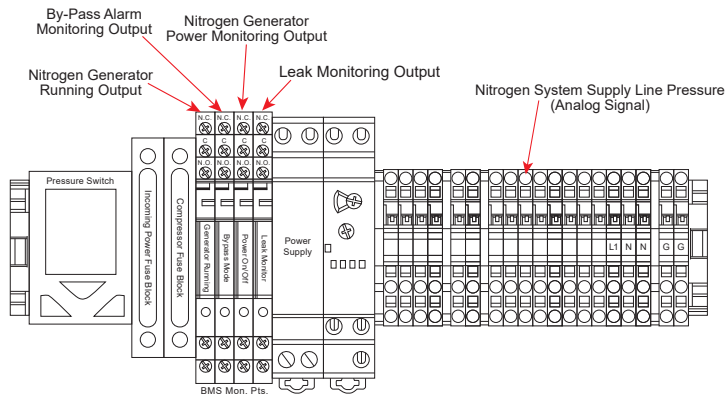 By-Pass Alarm
Monitoring Output
Nitrogen Generator
Power Monitoring Output
Nitrogen Generator
Running Output
Leak Monitoring Output
Nitrogen System Supply Line Pressure
(Analog Signal)
N.C. N.C. N.C. N.C.
C C C C
N.O. N.O. N.O. N.O.
Pressure Switch
Incoming Power Fuse Block
Compressor Fuse Block
Generator Running
Bypass Mode
Power On/Off
Leak Monitor
Power
Supply
L1 N N G G
BMS Mon. Pts.